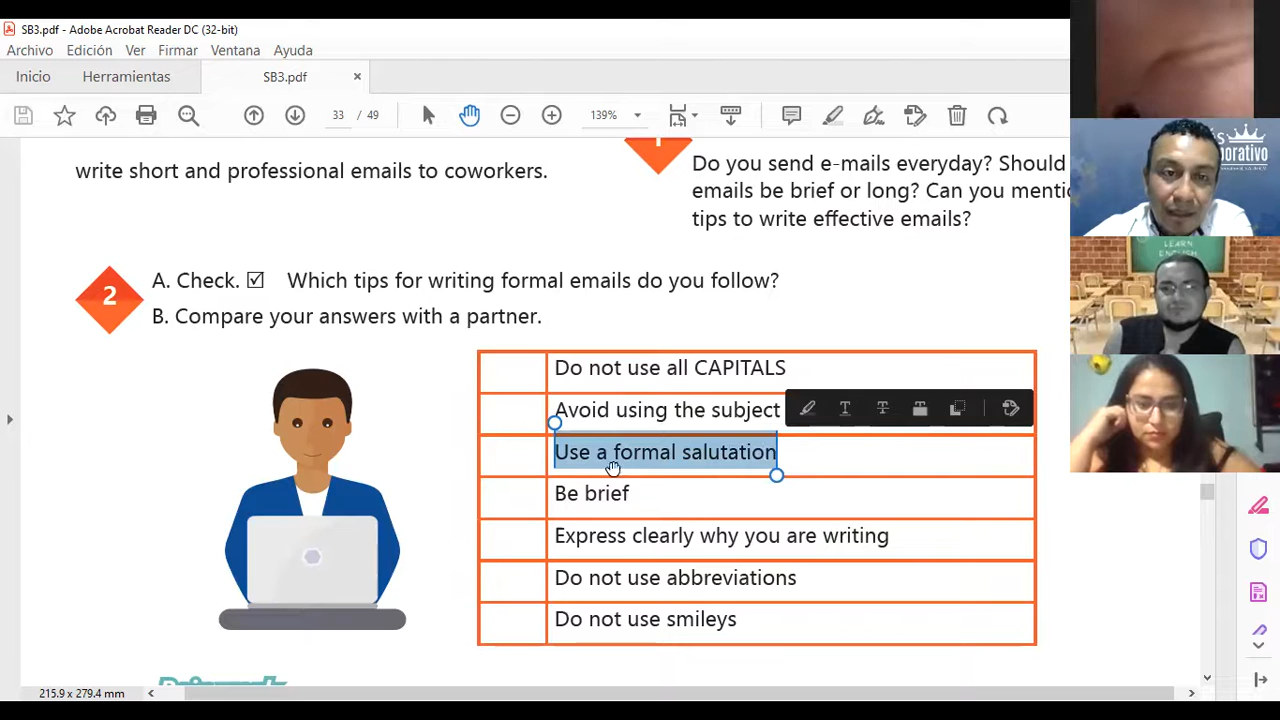 SB3.pdf - Adobe Acrobat Reader DC (32-bit)
Archivo Edición Ver Firmar Ventana Ayuda
Inicio Herramientas SB3.pdf ×
33 / 49 139%
write short and professional emails to coworkers.
Do you send e-mails everyday? Should
emails be brief or long? Can you mentio
tips to write effective emails?
2
A. Check. ☑ Which tips for writing formal emails do you follow?
B. Compare your answers with a partner.
Do not use all CAPITALS
Avoid using the subject
Use a formal salutation
Be brief
Express clearly why you are writing
Do not use abbreviations
Do not use smileys
215.9 x 279.4 mm
orativo
LEARN
ENGLISH